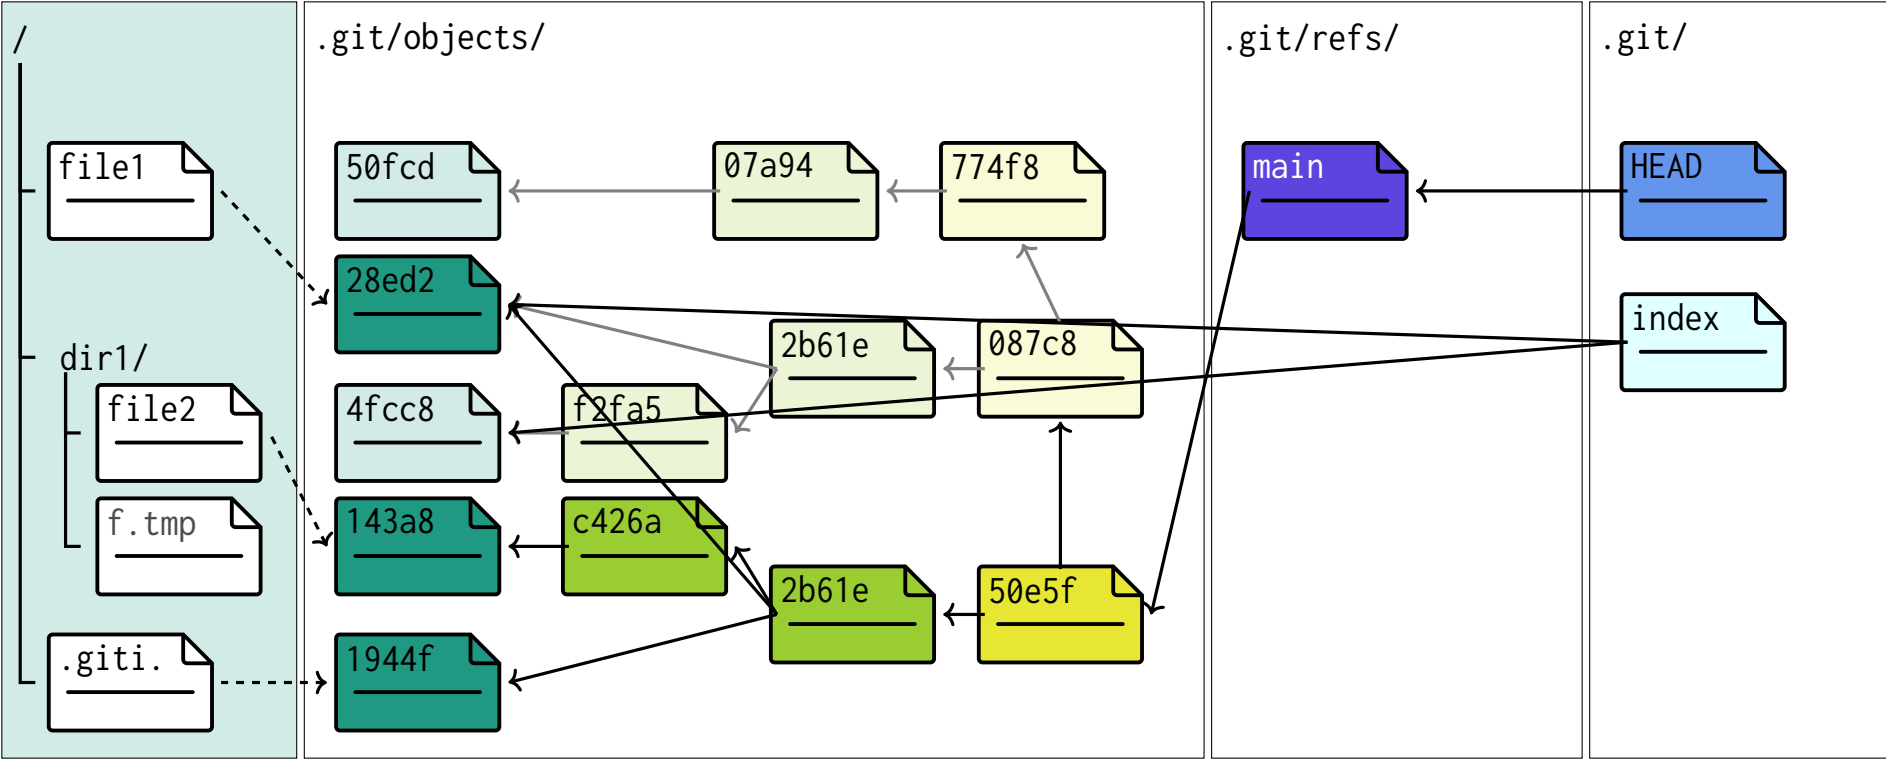 /
.git/objects/
.git/refs/
.git/
file1
50fcd
07a94
774f8
main
HEAD
28ed2
index
dir1/
2b61e
087c8
file2
4fcc8
f2fa5
f.tmp
143a8
c426a
2b61e
50e5f
.giti.
1944f